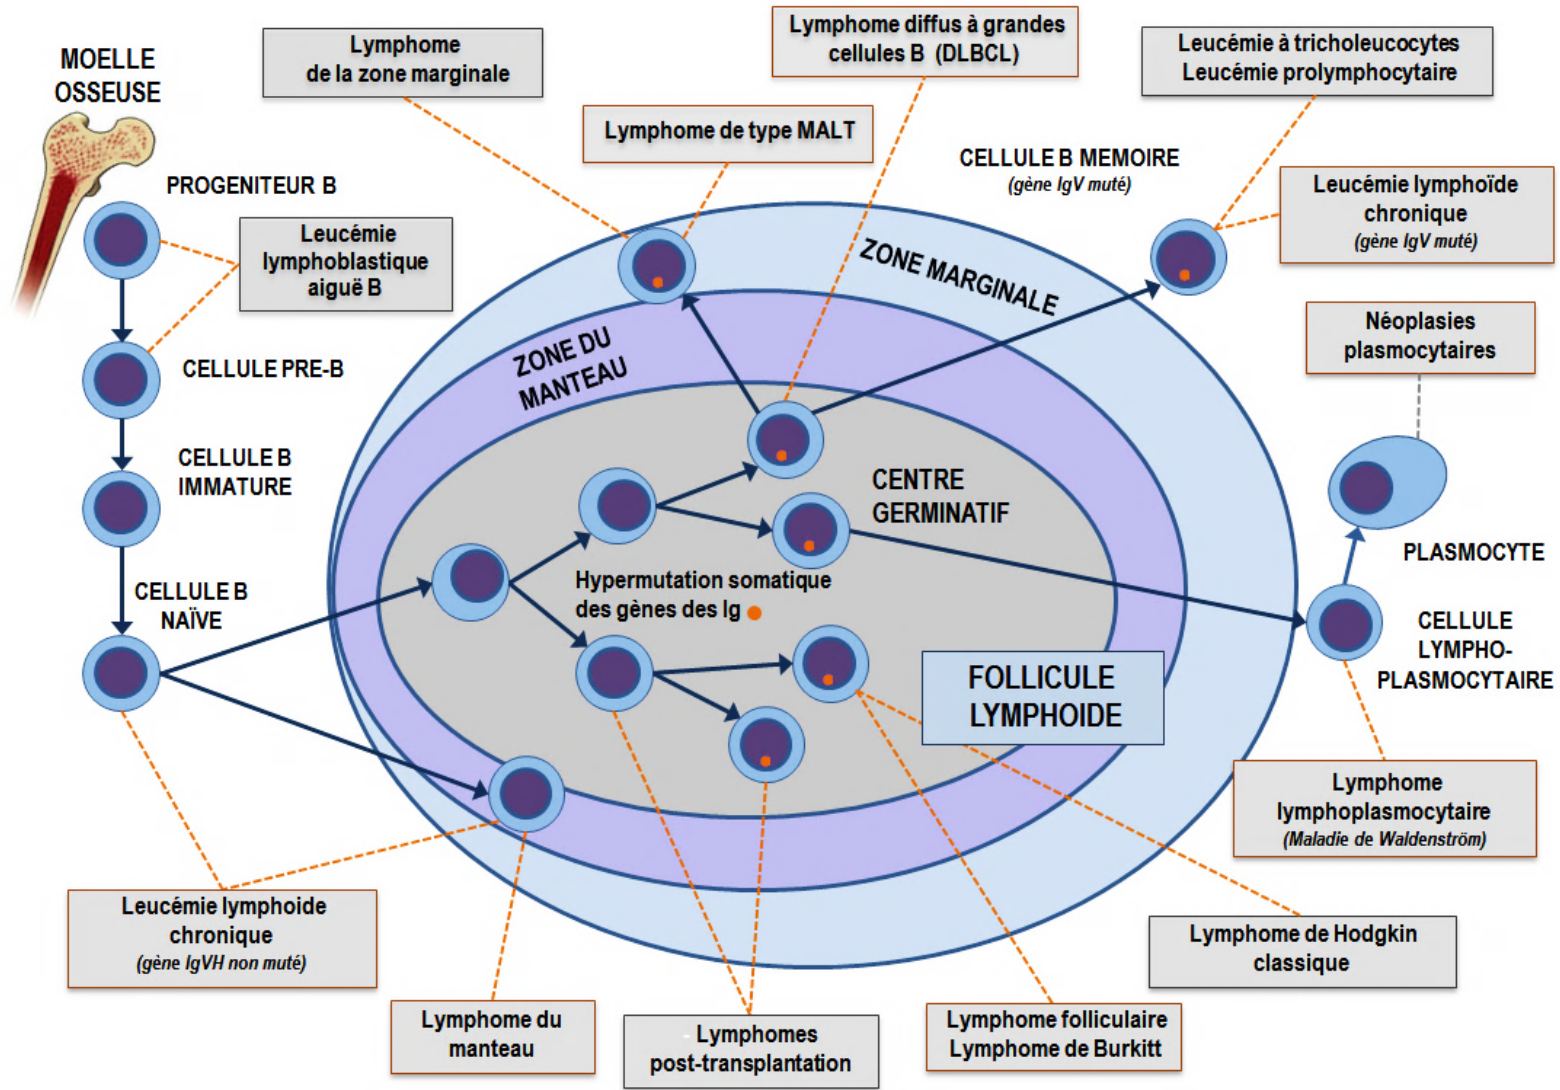 MOELLE
OSSEUSE
Lymphome
de la zone marginale
Lymphome diffus à grandes
cellules B (DLBCL)
Leucémie à tricholeucocytes
Leucémie prolymphocytaire
Lymphome de type MALT
CELLULE B MEMOIRE
(gène IgV muté)
Leucémie lymphoïde
chronique
(gène IgV muté)
PROGENITEUR B
Leucémie
lymphoblastique
aiguë B
ZONE MARGINALE
Néoplasies
plasmocytaires
ZONE DU
MANTEAU
CELLULE PRE-B
CELLULE B
IMMATURE
CENTRE
GERMINATIF
PLASMOCYTE
Hypermutation somatique
des gènes des Ig
CELLULE B
NAÏVE
CELLULE
LYMPHO-
PLASMOCYTAIRE
FOLLICULE
LYMPHOIDE
Lymphome
lymphoplasmocytaire
(Maladie de Waldenström)
Leucémie lymphoide
chronique
(gène IgVH non muté)
Lymphome de Hodgkin
classique
Lymphome du
manteau
- Lymphomes
post-transplantation
Lymphome folliculaire
Lymphome de Burkitt